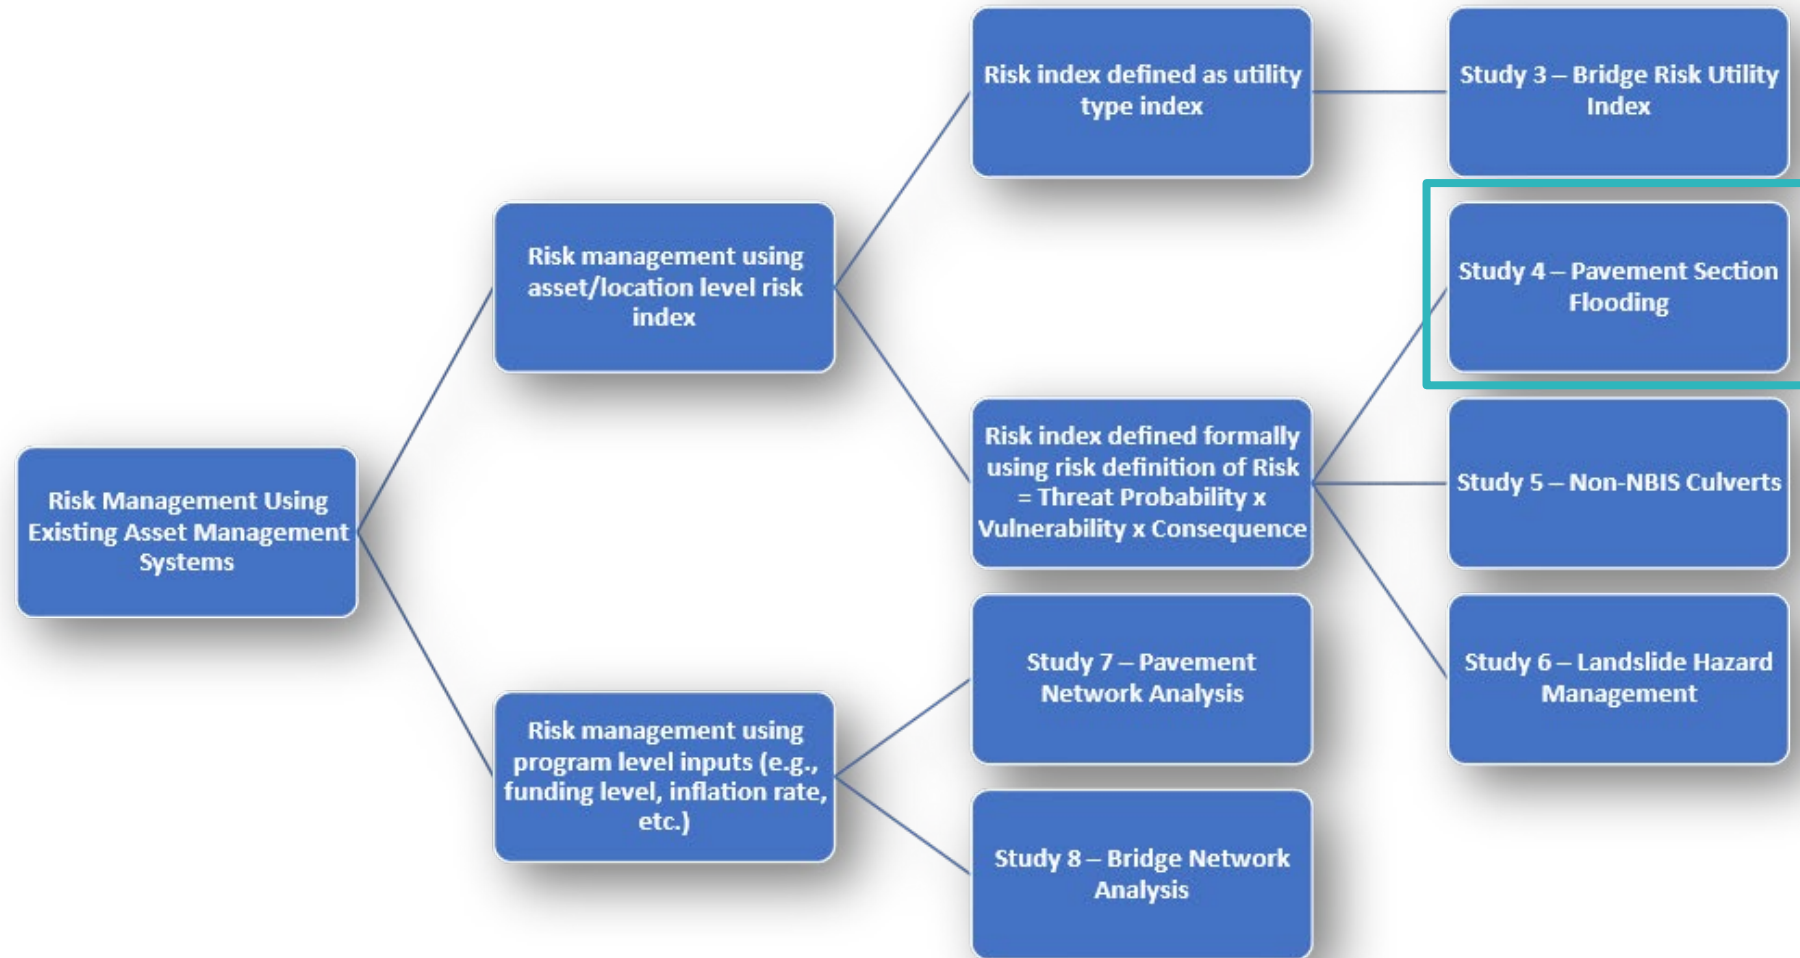 Risk Management Using
Existing Asset Management
Systems
Risk management using
asset/location level risk
index
Risk management using
program level inputs (e.g.,
funding level, inflation rate,
etc.)
Risk index defined as utility
type index
Risk index defined formally
using risk definition of Risk
= Threat Probability x
Vulnerability x Consequence
Study 7 – Pavement
Network Analysis
Study 8 – Bridge Network
Analysis
Study 3 – Bridge Risk Utility
Index
Study 4 – Pavement Section
Flooding
Study 5 – Non-NBIS Culverts
Study 6 – Landslide Hazard
Management